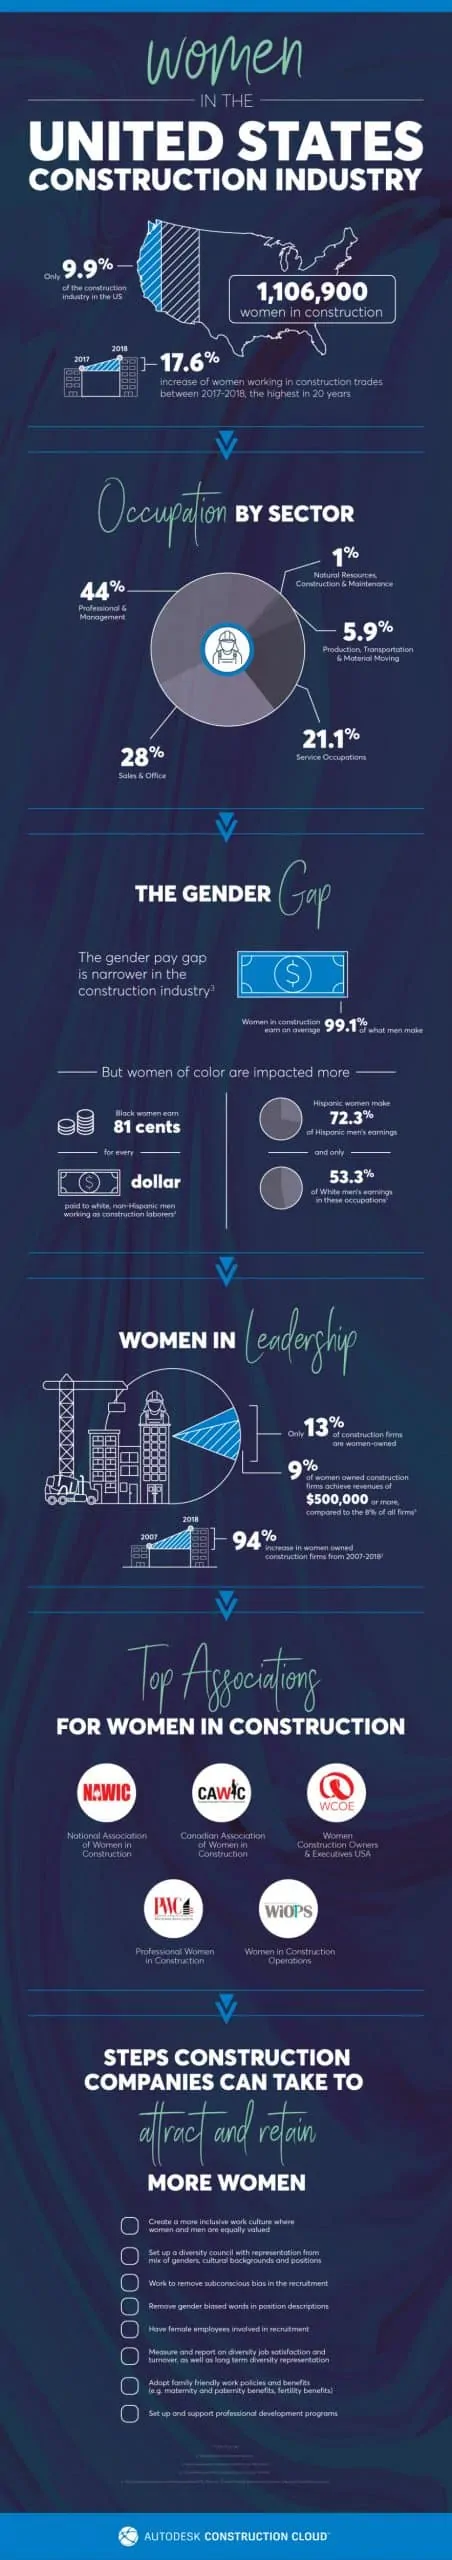 women
IN THE
UNITED STATES
CONSTRUCTION INDUSTRY
Only 9.9%
of the construction
industry in the US
1,106,900
women in construction
2017
2018
17.6%
increase of women working in construction trades
between 2017-2018, the highest in 20 years
Occupation BY SECTOR
1%
Natural Resources,
Construction & Maintenance
44%
Professional &
Management
5.9%
Production, Transportation
& Material Moving
21.1%
Service Occupations
28%
Sales & Office
THE GENDER Gap
The gender pay gap
is narrower in the
construction industry³
$
Women in construction
earn on average 99.1% of what men make
But women of color are impacted more
Black women earn
81 cents
for every
$ dollar
paid to white, non-Hispanic men
working as construction laborers
Hispanic women make
72.3%
of Hispanic men's earnings
and only
53.3%
of White men's earnings
in these occupations
WOMEN IN Leadership
Only 13% of construction firms
are women-owned
9%
of women owned construction
firms achieve revenues of
$500,000 or more,
compared to the 8% of all firms
2007
2018
94%
increase in women owned
construction firms from 2007-2018
Top Associations
FOR WOMEN IN CONSTRUCTION
NAWIC
National Association
of Women in
Construction
CAWIC
Canadian Association
of Women in
Construction
WCOE
Women
Construction Owners
& Executives USA
PWC
Professional Women
in Construction
WiOPS
Women in Construction
Operations
STEPS CONSTRUCTION
COMPANIES CAN TAKE TO
attract and retain
MORE WOMEN
Create a more inclusive work culture where
women and men are equally valued
Set up a diversity council with representation from
mix of genders, cultural backgrounds and positions
Work to remove subconscious bias in the recruitment
Remove gender biased words in position descriptions
Have female employees involved in recruitment
Measure and report on diversity job satisfaction and
turnover, as well as long term diversity representation
Adopt family friendly work policies and benefits
(e.g. maternity and paternity benefits, fertility benefits)
Set up and support professional development programs
AUTODESK CONSTRUCTION CLOUD™